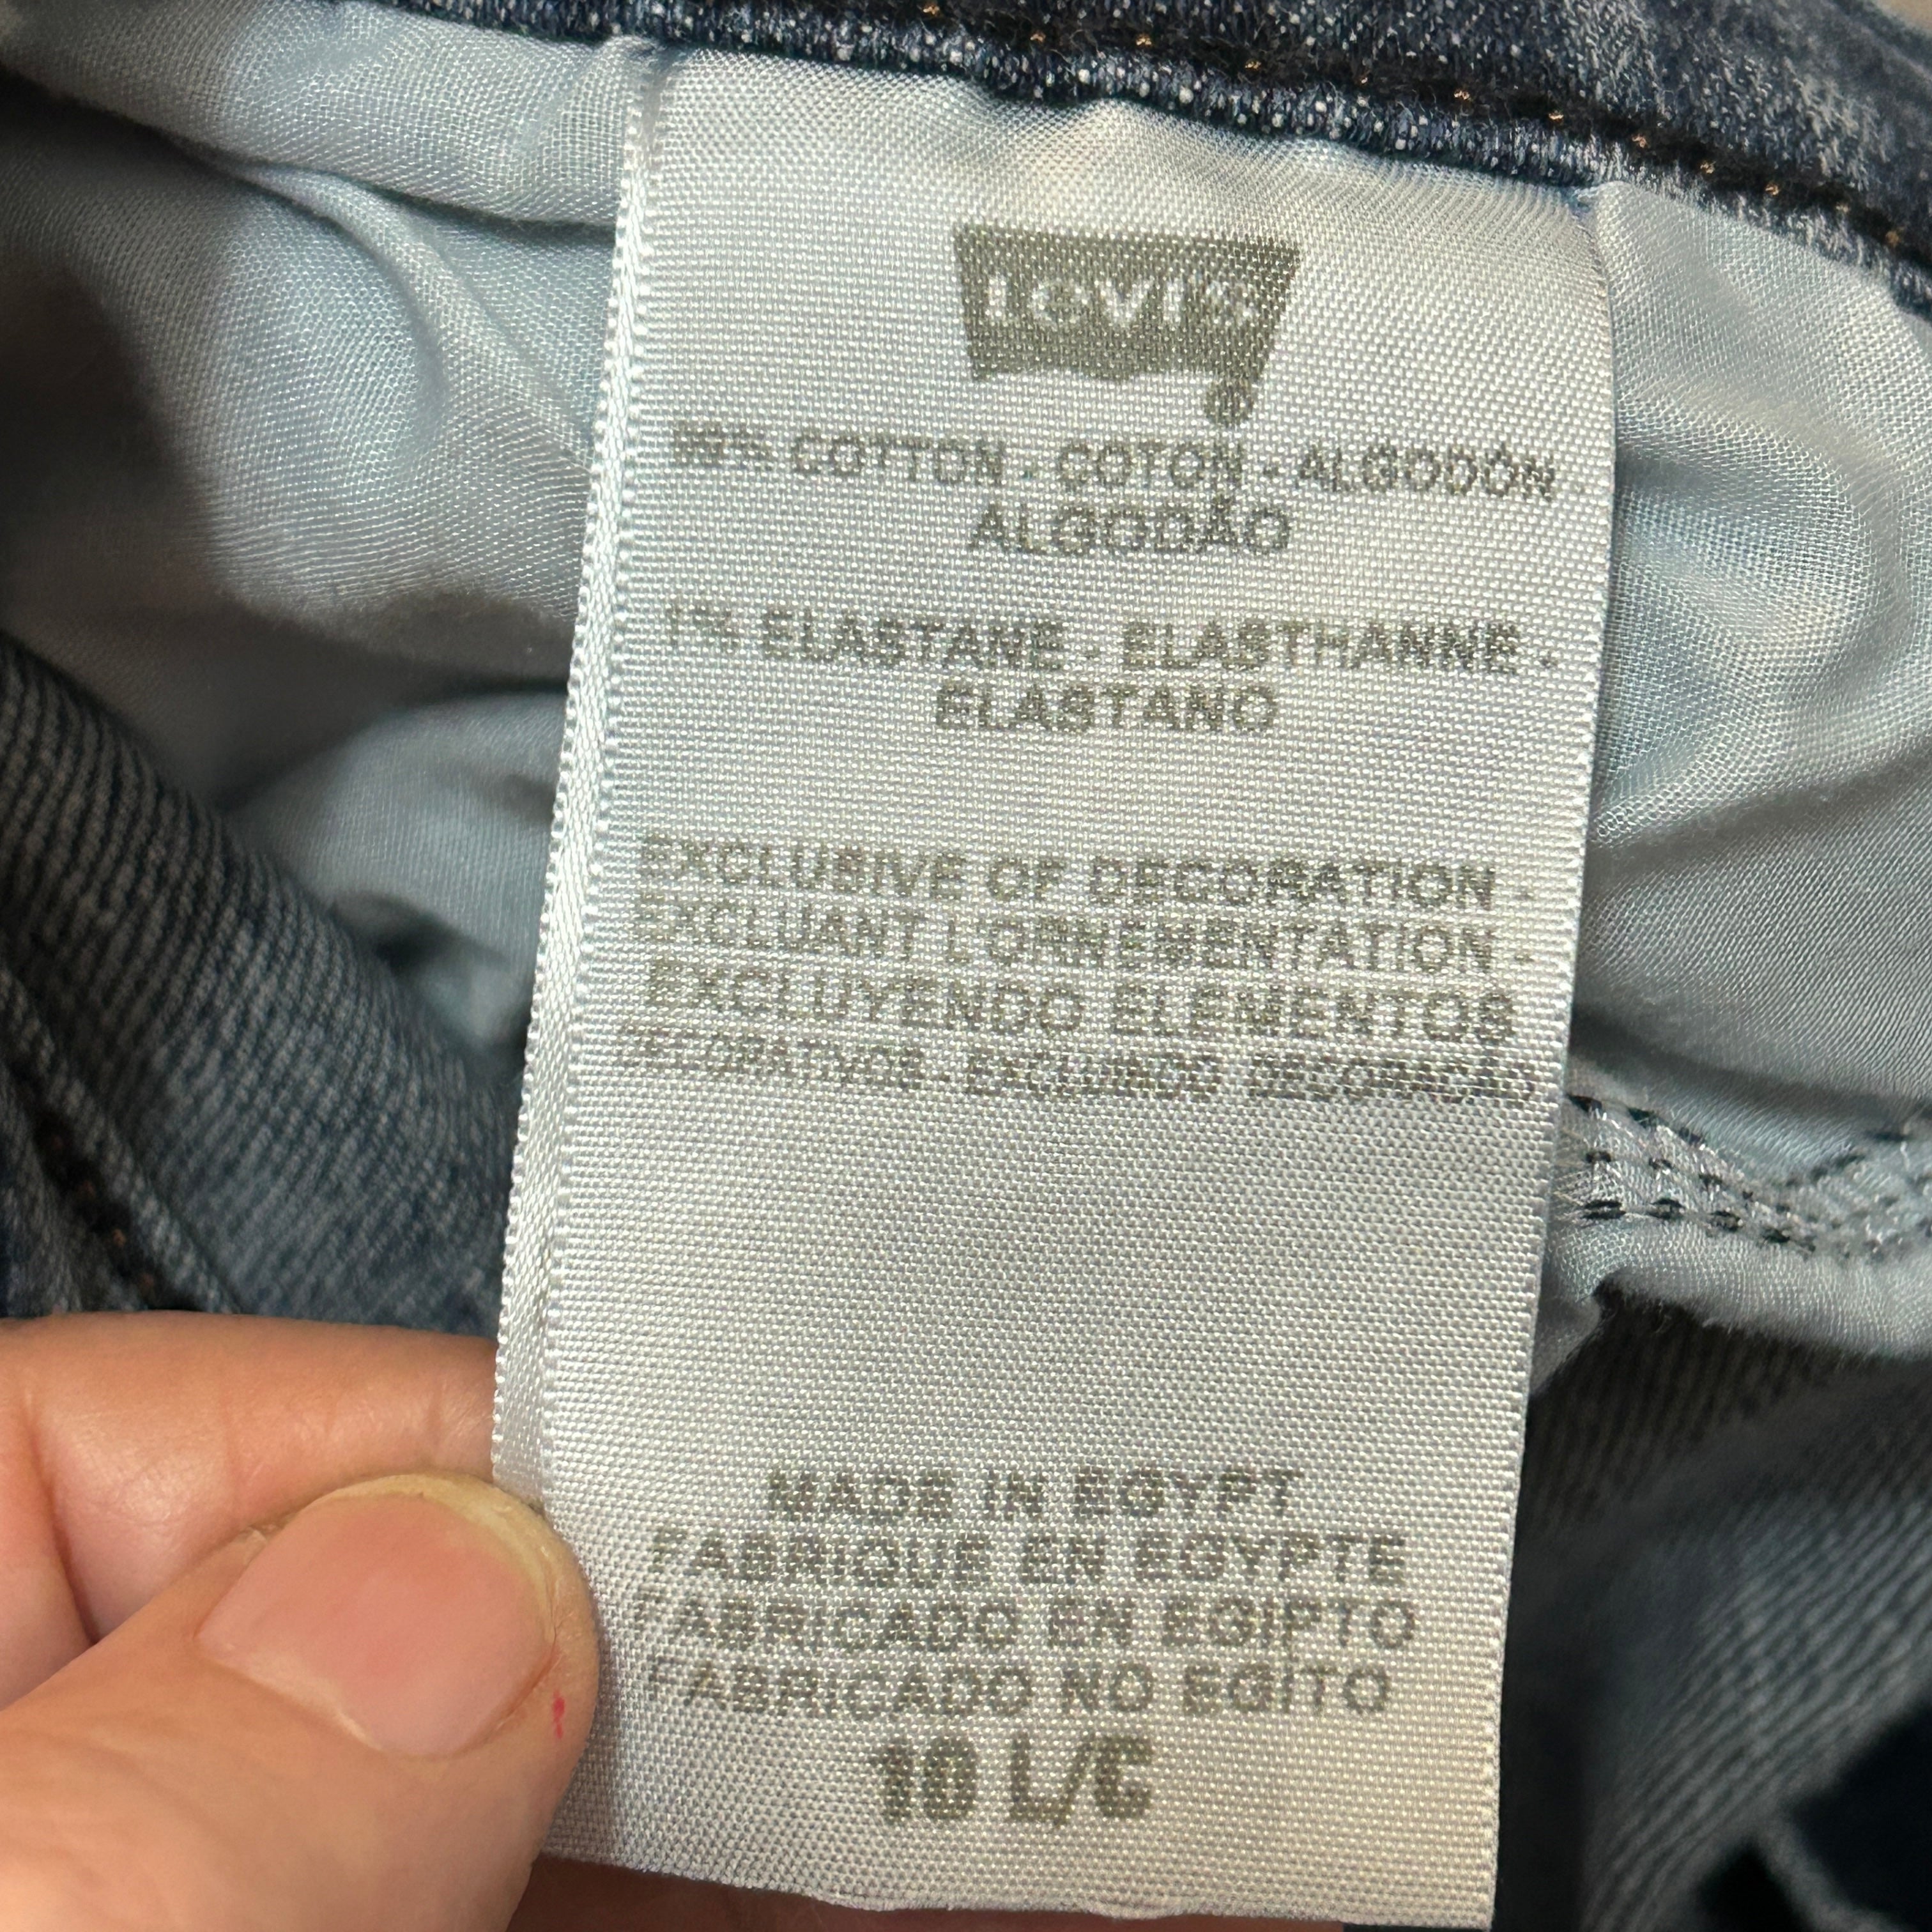 Levi's
®
99% COTTON - COTON - ALGODÓN
ALGODÃO
1% ELASTANE - ELASTHANNE -
ELASTANO
EXCLUSIVE OF DECORATION -
EXCLUANT L'ORNEMENTATION -
EXCLUYENDO ELEMENTOS
DECORATIVOS - EXCLUINDO
MADE IN EGYPT
FABRIQUE EN EGYPTE
FABRICADO EN EGIPTO
FABRICADO NO EGITO
10 L/C